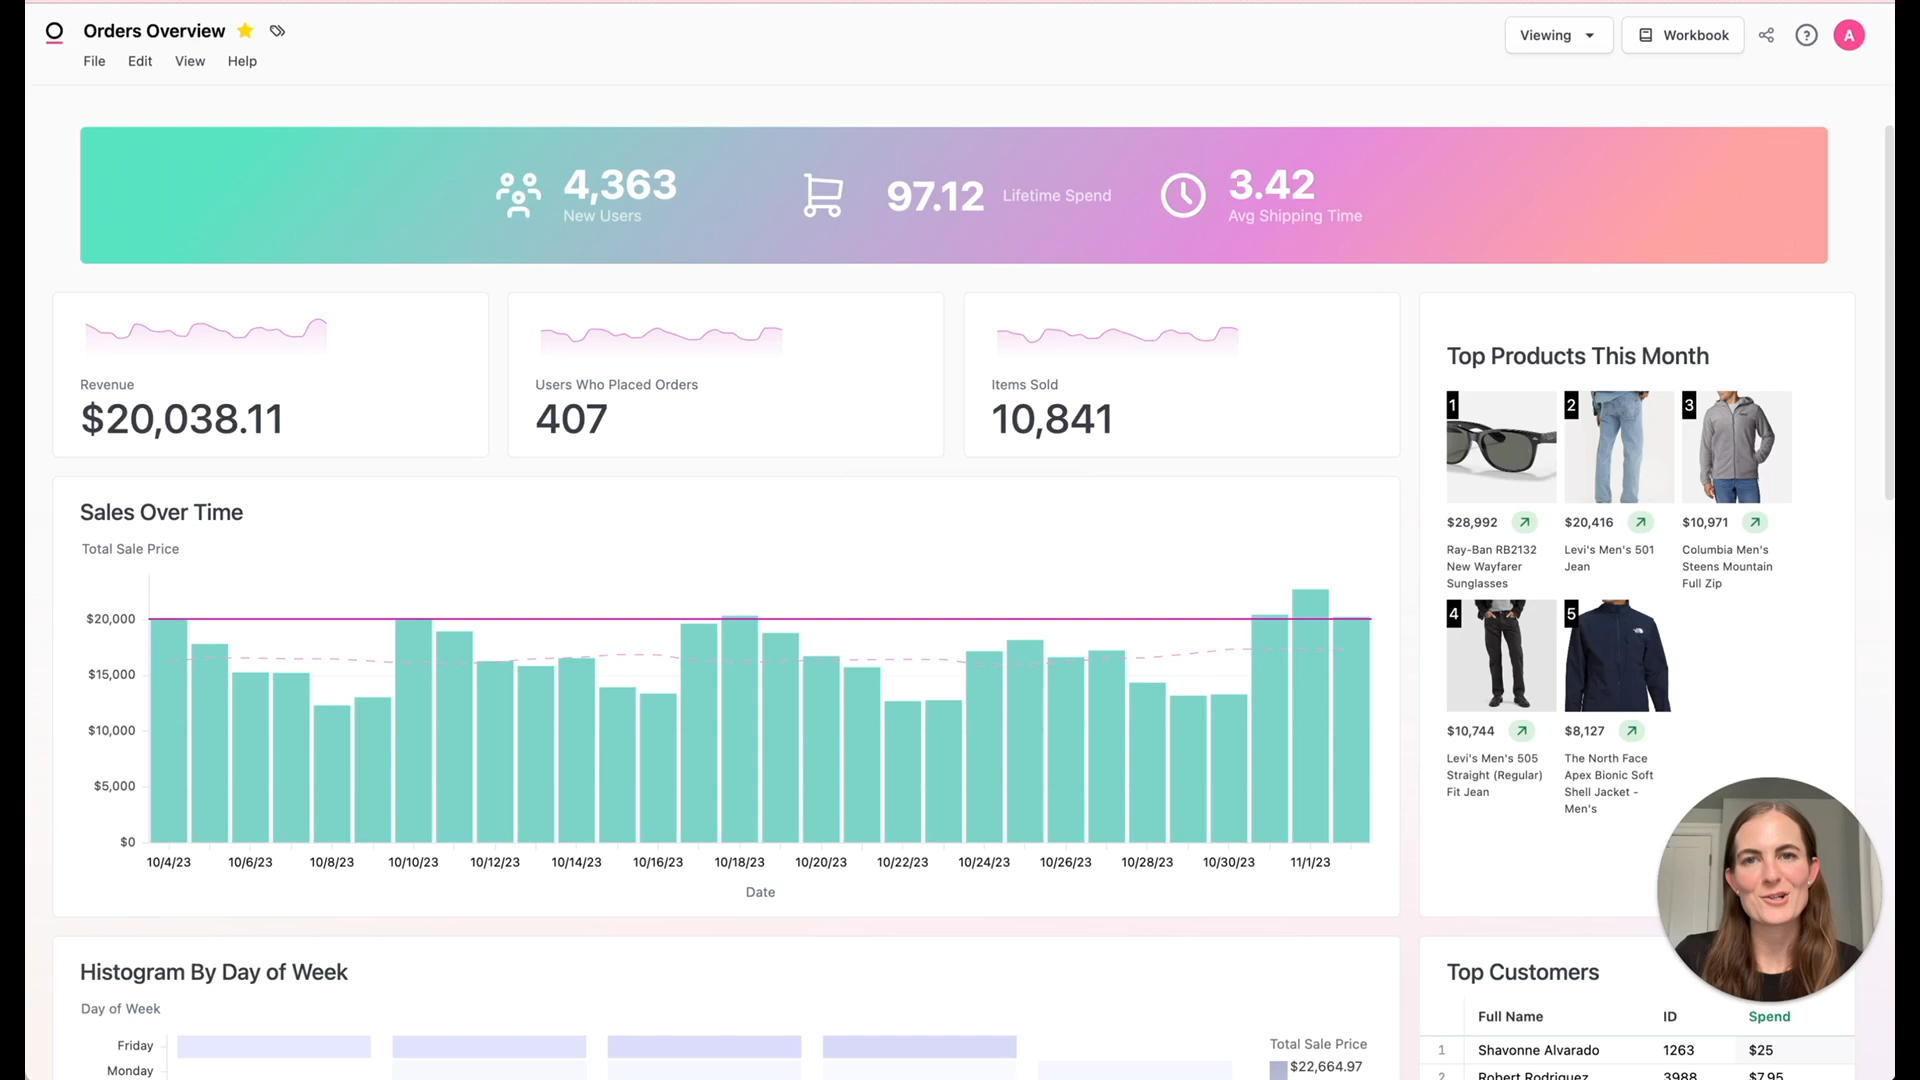 Orders Overview
File Edit View Help
Viewing
Workbook
?
A
4,363
New Users
97.12 Lifetime Spend
3.42
Avg Shipping Time
Revenue
$20,038.11
Users Who Placed Orders
407
Items Sold
10,841
Sales Over Time
Total Sale Price
$20,000
$15,000
$10,000
$5,000
$0
10/4/23 10/6/23 10/8/23 10/10/23 10/12/23 10/14/23 10/16/23 10/18/23 10/20/23 10/22/23 10/24/23 10/26/23 10/28/23 10/30/23 11/1/23
Date
Top Products This Month
1
$28,992
Ray-Ban RB2132
New Wayfarer
Sunglasses
2
$20,416
Levi's Men's 501
Jean
3
$10,971
Columbia Men's
Steens Mountain
Full Zip
4
$10,744
Levi's Men's 505
Straight (Regular)
Fit Jean
5
$8,127
The North Face
Apex Bionic Soft
Shell Jacket -
Men's
Histogram By Day of Week
Day of Week
Friday
Monday
Total Sale Price
$22,664.97
Top Customers
Full Name ID Spend
1 Shavonne Alvarado 1263 $25
2 Robert Rodriguez 3988 $7.95